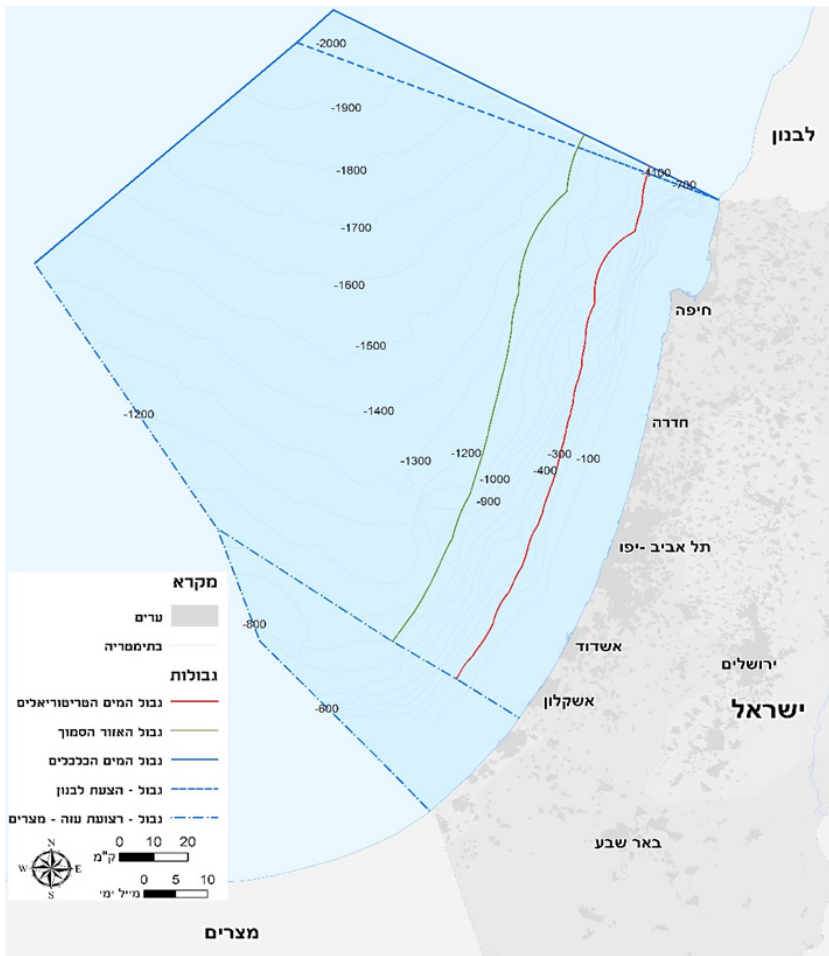 -2000
-1900
לבנון
-1800
-1100
-700
-1700
-1600
חיפה
-1500
-1400
-1200
חדרה
-1300
-1200
-300
-100
-400
-1000
-900
תל אביב -יפו
מקרא
ערים
בתימטריה
גבולות
גבול המים הטריטוריאלים
גבול האזור הסמוך
גבול המים הכלכלים
גבול - הצעת לבנון
גבול - רצועת עזה - מצרים
N
W
E
S
0 10 20
ק"מ
0 5 10
מייל ימי
-800
אשדוד
ירושלים
אשקלון
-600
ישראל
באר שבע
מצרים